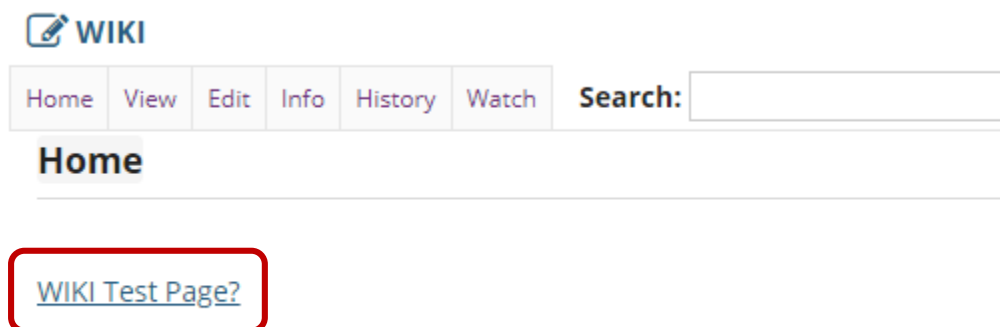 WIKI
Home View Edit Info History Watch Search:
Home
WIKI Test Page?